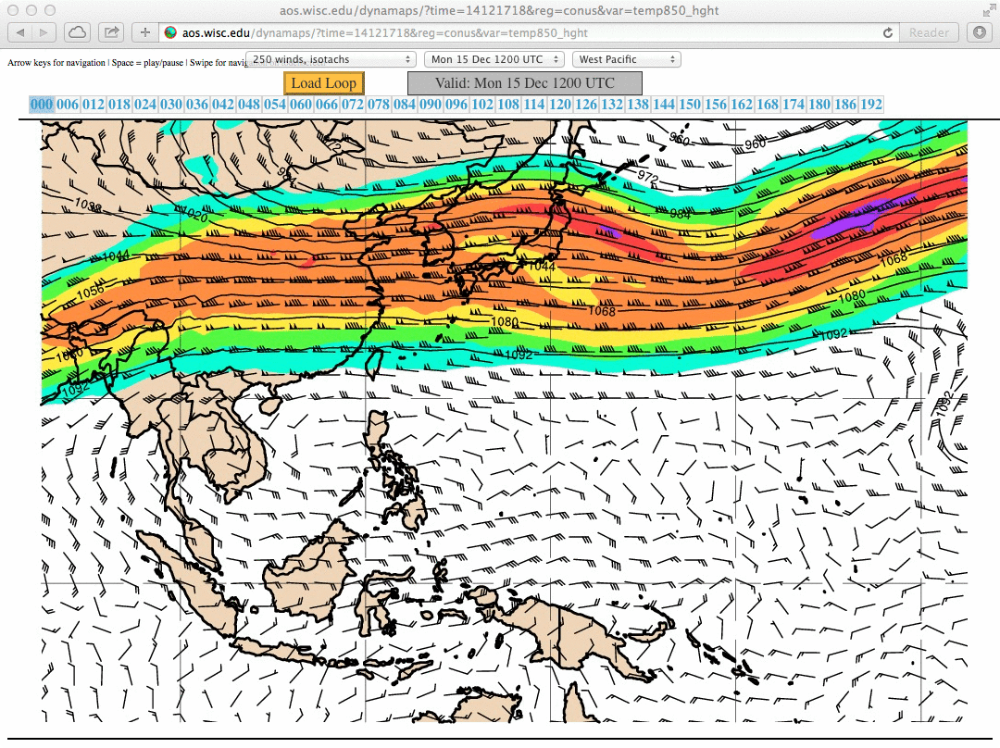 aos.wisc.edu/dynamaps/?time=14121718&reg=conus&var=temp850_hght
aos.wisc.edu/dynamaps/?time=14121718&reg=conus&var=temp850_hght Reader
Arrow keys for navigation | Space = play/pause | Swipe for
250 winds, isotachs Mon 15 Dec 1200 UTC West Pacific
Load Loop Valid: Mon 15 Dec 1200 UTC
000 006 012 018 024 030 036 042 048 054 060 066 072 078 084 090 096 102 108 114 120 126 132 138 144 150 156 162 168 174 180 186 192
960 960
972
972
1020 984
1044
1068
1044
1056
1080
1068
1080
1092
1092
1092
1092